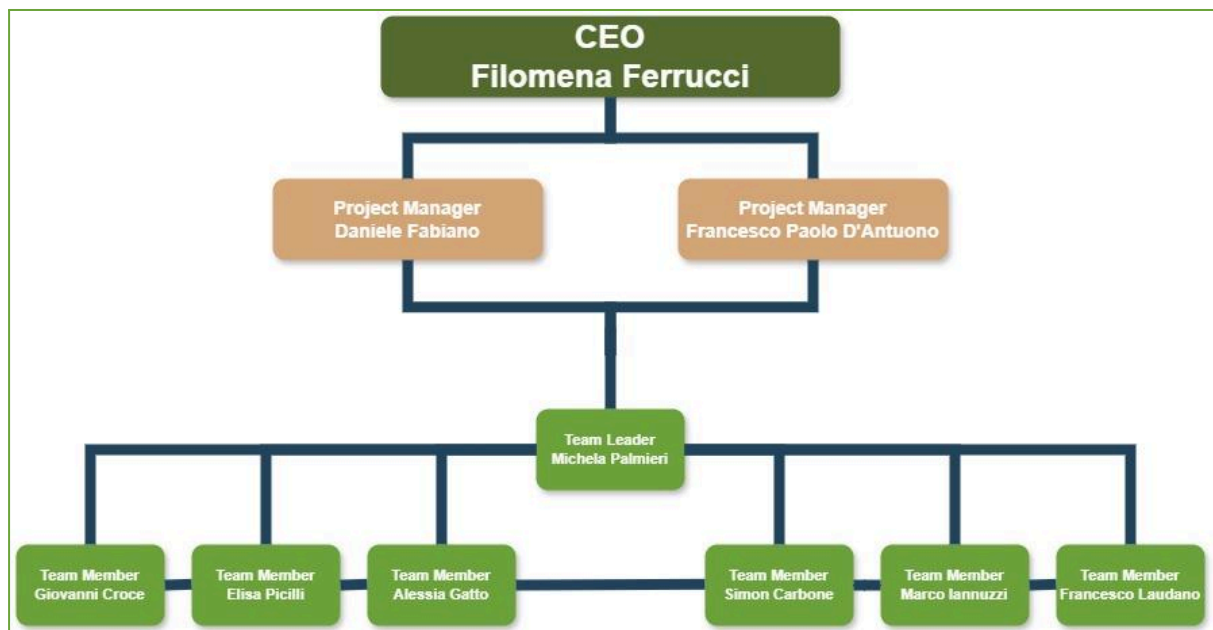 CEO
Filomena Ferrucci
Project Manager
Daniele Fabiano
Project Manager
Francesco Paolo D'Antuono
Team Leader
Michela Palmieri
Team Member
Giovanni Croce
Team Member
Elisa Picilli
Team Member
Alessia Gatto
Team Member
Simon Carbone
Team Member
Marco Iannuzzi
Team Member
Francesco Laudano